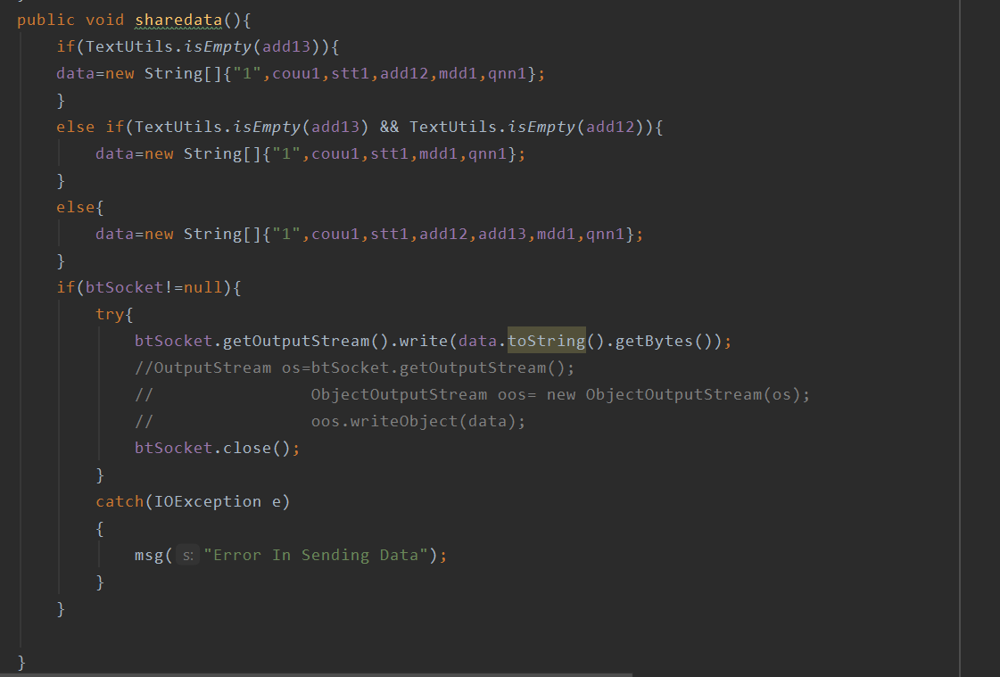 public void sharedata(){
if(TextUtils.isEmpty(add13)){
data=new String[]{"1",couu1,stt1,add12,mdd1,qnn1};
}
else if(TextUtils.isEmpty(add13) && TextUtils.isEmpty(add12)){
data=new String[]{"1",couu1,stt1,mdd1,qnn1};
}
else{
data=new String[]{"1",couu1,stt1,add12,add13,mdd1,qnn1};
}
if(btSocket!=null){
try{
btSocket.getOutputStream().write(data.toString().getBytes());
//OutputStream os=btSocket.getOutputStream();
// ObjectOutputStream oos= new ObjectOutputStream(os);
// oos.writeObject(data);
btSocket.close();
}
catch(IOException e)
{
msg( s: "Error In Sending Data");
}
}
}